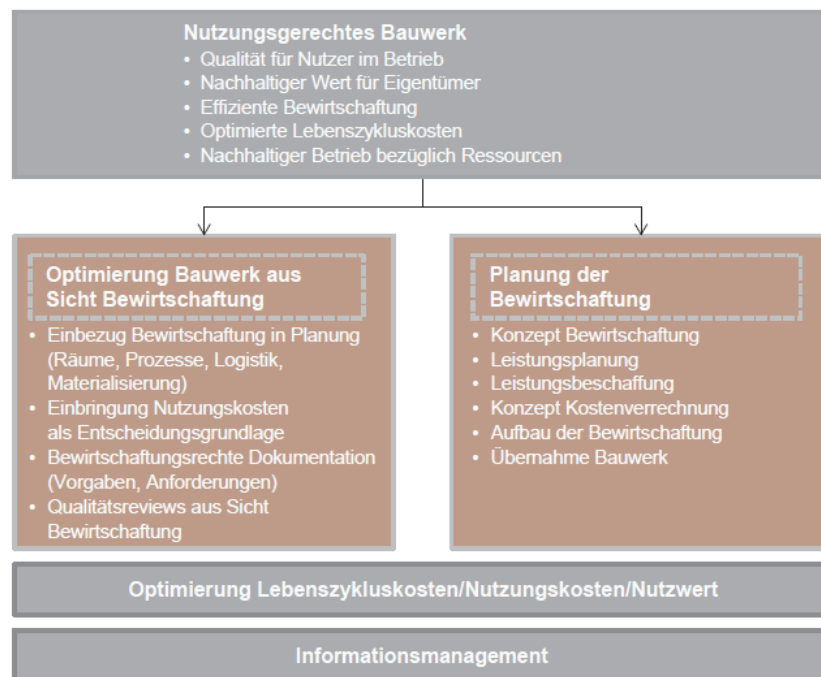 Nutzungsgerechtes Bauwerk
• Qualität für Nutzer im Betrieb
• Nachhaltiger Wert für Eigentümer
• Effiziente Bewirtschaftung
• Optimierte Lebenszykluskosten
• Nachhaltiger Betrieb bezüglich Ressourcen
Optimierung Bauwerk aus
Sicht Bewirtschaftung
• Einbezug Bewirtschaftung in Planung
(Räume, Prozesse, Logistik,
Materialisierung)
• Einbringung Nutzungskosten
als Entscheidungsgrundlage
• Bewirtschaftungsrechte Dokumentation
(Vorgaben, Anforderungen)
• Qualitätsreviews aus Sicht
Bewirtschaftung
Planung der
Bewirtschaftung
• Konzept Bewirtschaftung
• Leistungsplanung
• Leistungsbeschaffung
• Konzept Kostenverrechnung
• Aufbau der Bewirtschaftung
• Übernahme Bauwerk
Optimierung Lebenszykluskosten/Nutzungskosten/Nutzwert
Informationsmanagement